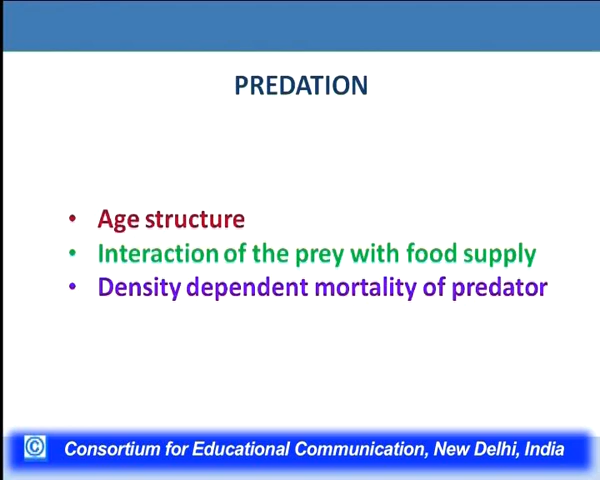 PREDATION
• Age structure
• Interaction of the prey with food supply
• Density dependent mortality of predator
© Consortium for Educational Communication, New Delhi, India